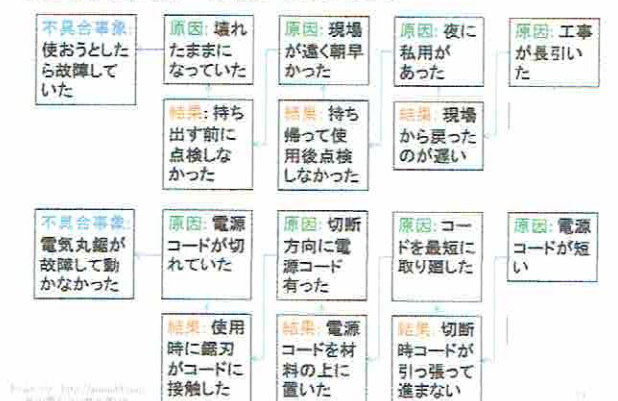 不具合事象:
使おうとした
ら故障して
いた
原因: 壊れ
たままに
なっていた
原因: 現場
が遠く朝早
かった
原因: 夜に
私用が
あった
原因: 工事
が長引い
た
結果: 持ち
出す前に
点検しな
かった
結果: 持ち
帰って使
用後点検
しなかった
結果: 現場
から戻った
のが遅い
不具合事象:
電気丸鋸が
故障して動
かなかった
原因: 電源
コードが切
れていた
原因: 切断
方向に電
源コード
有った
原因: コー
ドを最短に
取り廻した
原因: 電源
コードが短
い
結果: 使用
時に鋸刃
がコードに
接触した
結果: 電源
コードを材
料の上に
置いた
結果: 切断
時コードが
引っ張って
進まない